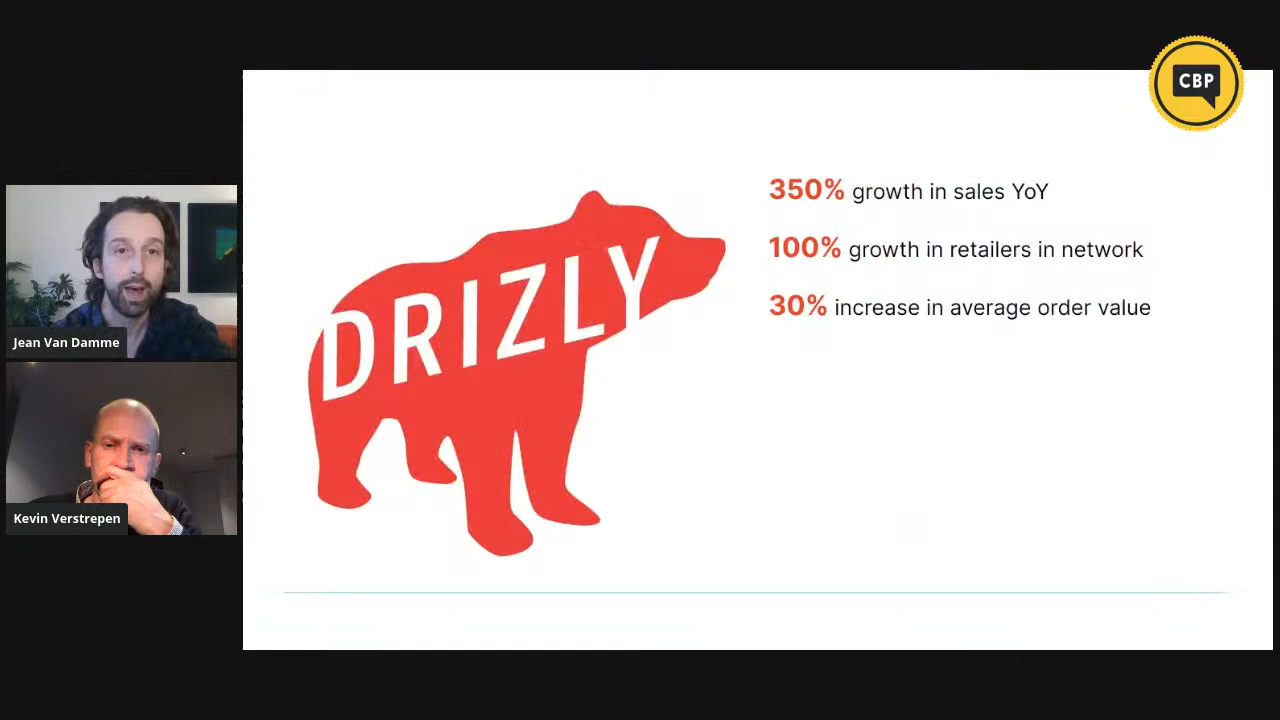 CBP
350% growth in sales YoY
100% growth in retailers in network
30% increase in average order value
DRIZLY
Jean Van Damme
Kevin Verstrepen